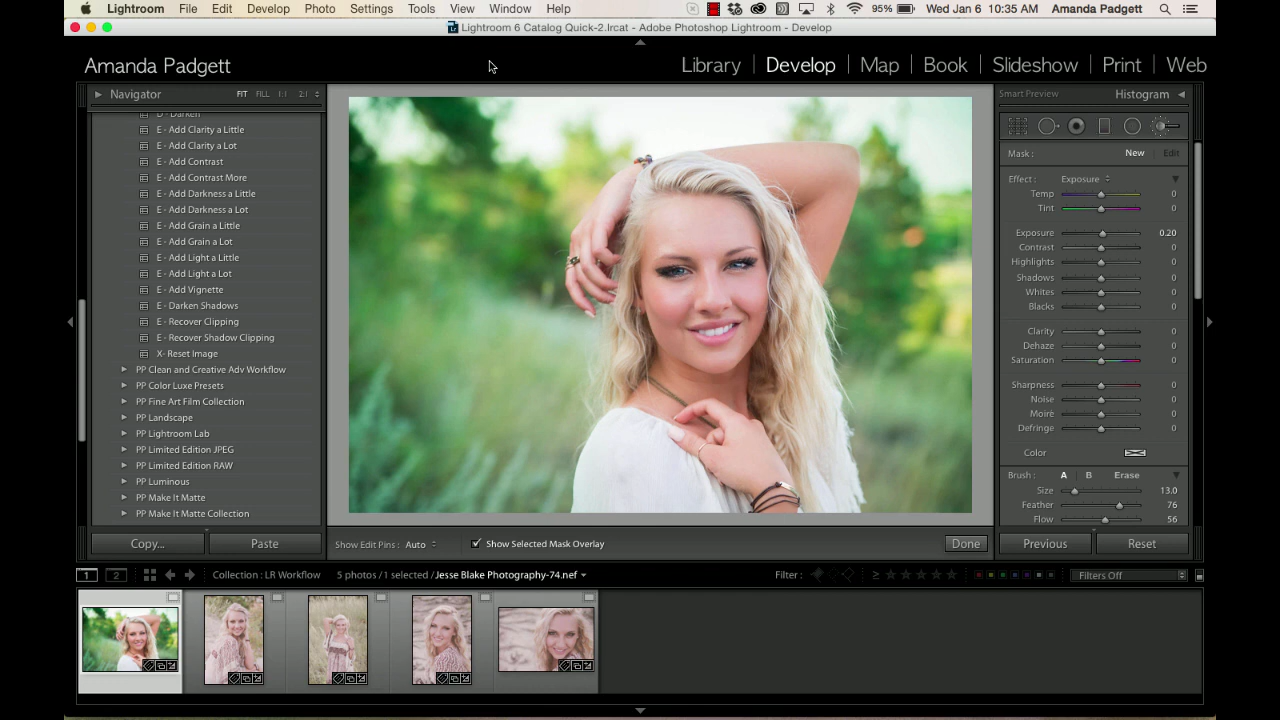 Lightroom File Edit Develop Photo Settings Tools View Window Help 95% Wed Jan 6 10:35 AM Amanda Padgett
Lightroom 6 Catalog Quick-2.lrcat - Adobe Photoshop Lightroom - Develop
Amanda Padgett
Library | Develop | Map | Book | Slideshow | Print | Web
Navigator FIT FILL 1:1 2:1
Smart Preview Histogram
D - Darken
E - Add Clarity a Little
E - Add Clarity a Lot
E - Add Contrast
E - Add Contrast More
E - Add Darkness a Little
E - Add Darkness a Lot
E - Add Grain a Little
E - Add Grain a Lot
E - Add Light a Little
E - Add Light a Lot
E - Add Vignette
E - Darken Shadows
E - Recover Clipping
E - Recover Shadow Clipping
X- Reset Image
PP Clean and Creative Adv Workflow
PP Color Luxe Presets
PP Fine Art Film Collection
PP Landscape
PP Lightroom Lab
PP Limited Edition JPEG
PP Limited Edition RAW
PP Luminous
PP Make It Matte
PP Make It Matte Collection
Mask : New | Edit
Effect : Exposure
Temp 0
Tint 0
Exposure 0.20
Contrast 0
Highlights 0
Shadows 0
Whites 0
Blacks 0
Clarity 0
Dehaze 0
Saturation 0
Sharpness 0
Noise 0
Moiré 0
Defringe 0
Color
Brush : A B Erase
Size 13.0
Feather 76
Flow 56
Copy... Paste
Show Edit Pins : Auto Show Selected Mask Overlay Done
Previous Reset
1 2 Collection : LR Workflow 5 photos /1 selected /Jesse Blake Photography-74.nef Filter : Filters Off